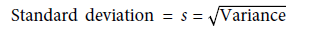 Standard deviation = s = √Variance